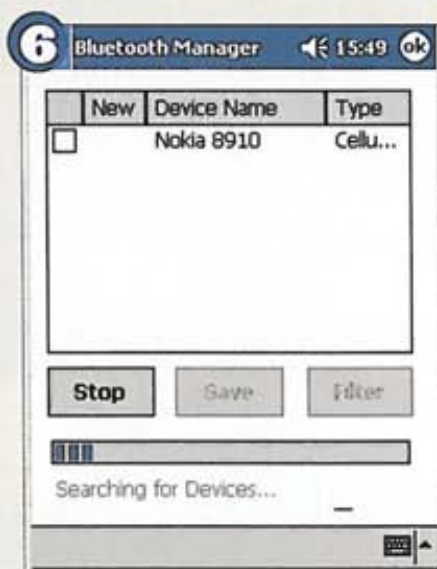 6
Bluetooth Manager 15:49 ok
New Device Name Type
Nokia 8910 Cellu...
Stop Save Filter
Searching for Devices...